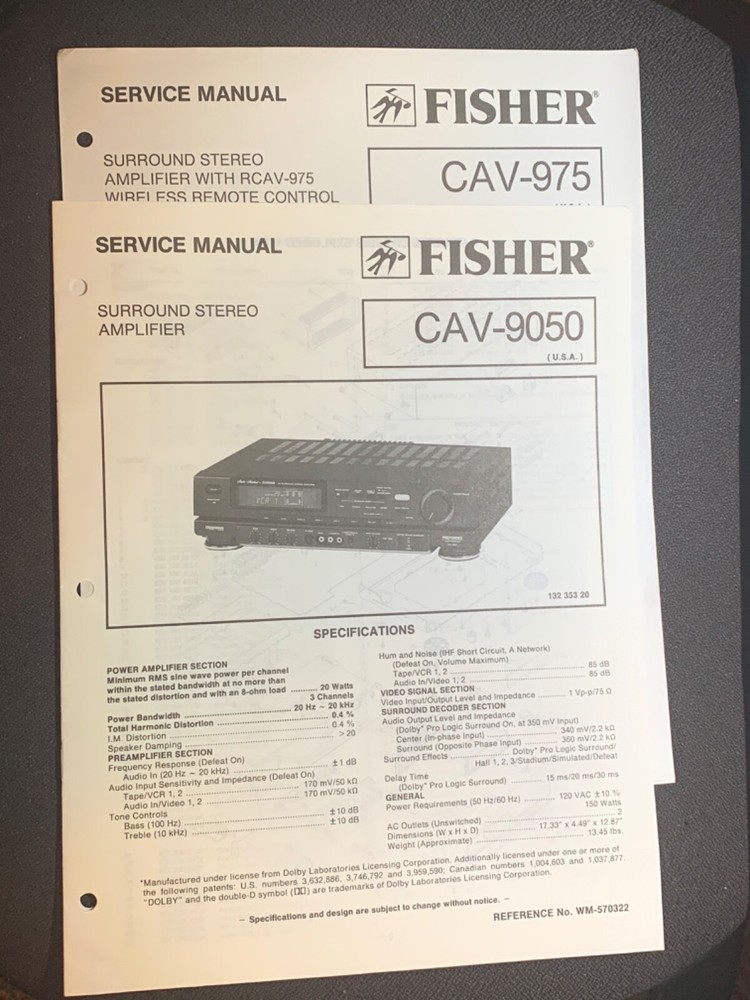 SERVICE MANUAL
FISHER®
SURROUND STEREO
AMPLIFIER WITH RCAV-975
WIRELESS REMOTE CONTROL
CAV-975
SERVICE MANUAL
FISHER®
SURROUND STEREO
AMPLIFIER
CAV-9050
(U.S.A.)
132 353 20
SPECIFICATIONS
POWER AMPLIFIER SECTION
Minimum RMS sine wave power per channel
within the stated bandwidth at no more than
the stated distortion and with an 8-ohm load ........ 20 Watts
3 Channels
Power Bandwidth ........ 20 Hz ~ 20 kHz
Total Harmonic Distortion ........ 0.4 %
I.M. Distortion ........ 0.4 %
Speaker Damping ........ >20
PREAMPLIFIER SECTION
Frequency Response (Defeat On)
Audio In (20 Hz ~ 20 kHz) ........ ±1 dB
Audio Input Sensitivity and Impedance (Defeat On)
Tape/VCR 1, 2 ........ 170 mV/50 kΩ
Audio In/Video 1, 2 ........ 170 mV/50 kΩ
Tone Controls
Bass (100 Hz) ........ ±10 dB
Treble (10 kHz) ........ ±10 dB
Hum and Noise (IHF Short Circuit, A Network)
(Defeat On, Volume Maximum)
Tape/VCR 1, 2 ........ 85 dB
Audio In/Video 1, 2 ........ 85 dB
VIDEO SIGNAL SECTION
Video Input/Output Level and Impedance ........ 1 Vp-p/75 Ω
SURROUND DECODER SECTION
Audio Output Level and Impedance
(Dolby* Pro Logic Surround On, at 350 mV Input)
Center (In-phase Input) ........ 340 mV/2.2 kΩ
Surround (Opposite Phase Input) ........ 360 mV/2.2 kΩ
Surround Effects ........ Dolby* Pro Logic Surround/
Hall 1, 2, 3/Stadium/Simulated/Defeat
Delay Time
(Dolby* Pro Logic Surround) ........ 15 ms/20 ms/30 ms
GENERAL
Power Requirements (50 Hz/60 Hz) ........ 120 VAC ±10 %
150 Watts
AC Outlets (Unswitched) ........ 2
Dimensions (W x H x D) ........ 17.33" x 4.49" x 12.87"
Weight (Approximate) ........ 13.45 lbs.
*Manufactured under license from Dolby Laboratories Licensing Corporation. Additionally licensed under one or more of
the following patents: U.S. numbers 3,632,886, 3,746,792 and 3,959,590; Canadian numbers 1,004,603 and 1,037,877.
"DOLBY" and the double-D symbol (DD) are trademarks of Dolby Laboratories Licensing Corporation.
– Specifications and design are subject to change without notice. –
REFERENCE No. WM-570322